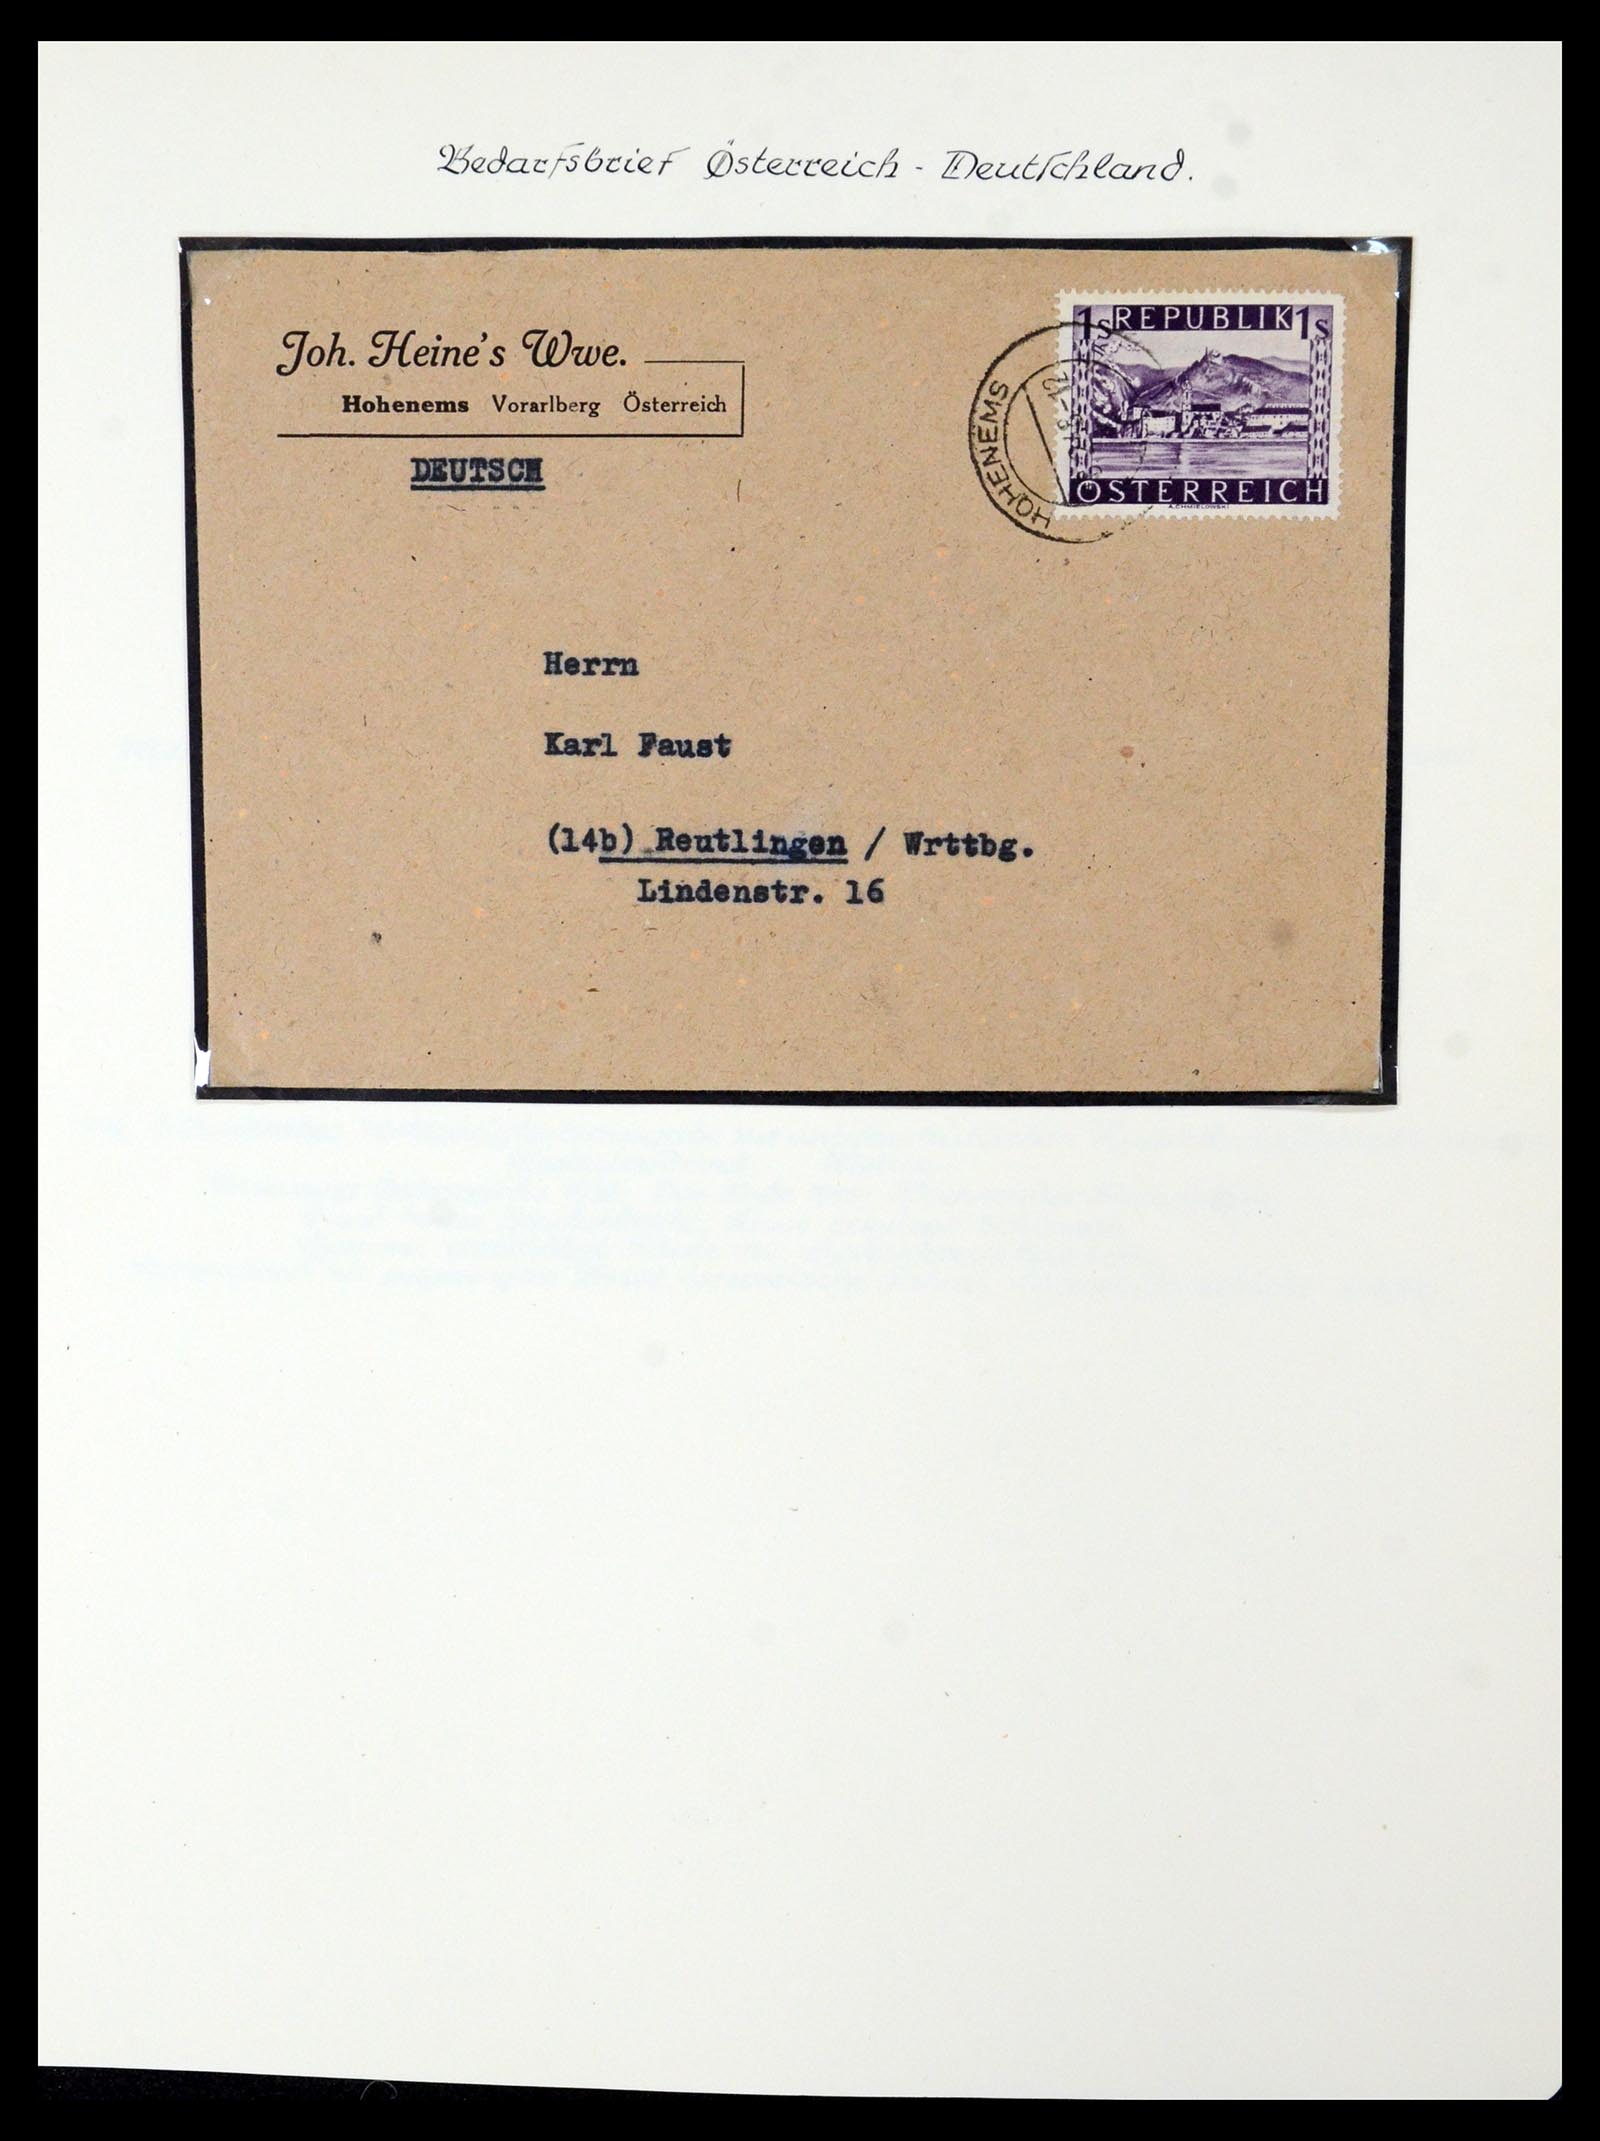 Bedarfsbrief Österreich - Deutschland.
Joh. Heine's Wwe.
Hohenems Vorarlberg Österreich
DEUTSCH
1S REPUBLIK 1S
ÖSTERREICH
A.CHMIELOWSKI
HOHENEMS
Herrn
Karl Faust
(14b) Reutlingen / Wrttbg.
Lindenstr. 16